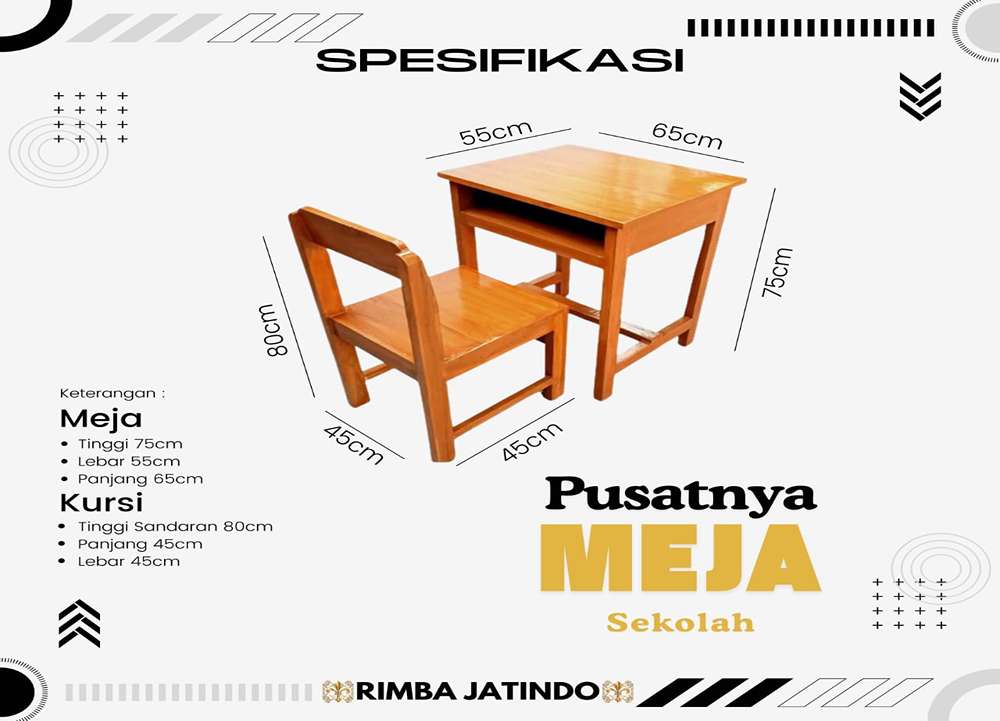 SPESIFIKASI
55cm
65cm
75cm
80cm
45cm
45cm
Keterangan :
Meja
• Tinggi 75cm
• Lebar 55cm
• Panjang 65cm
Kursi
• Tinggi Sandaran 80cm
• Panjang 45cm
• Lebar 45cm
Pusatnya
MEJA
Sekolah
RIMBA JATINDO